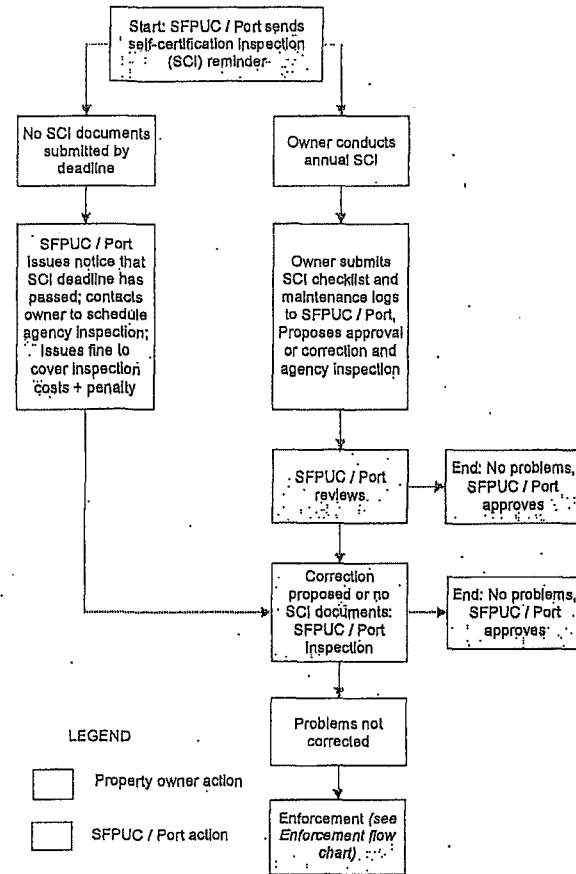 Start: SFPUC / Port sends
self-certification inspection
(SCI) reminder
No SCI documents
submitted by
deadline
Owner conducts
annual SCI
SFPUC / Port
Issues notice that
SCI deadline has
passed; contacts
owner to schedule
agency inspection;
Issues fine to
cover inspection
costs + penalty
Owner submits
SCI checklist and
maintenance logs
to SFPUC / Port,
Proposes approval
or correction and
agency inspection
SFPUC / Port
reviews.
End: No problems,
SFPUC / Port
approves
Correction
proposed or no
SCI documents:
SFPUC / Port
Inspection
End: No problems,
SFPUC / Port
approves
Problems not
corrected
Enforcement (see
Enforcement flow
chart)
LEGEND
Property owner action
SFPUC / Port action